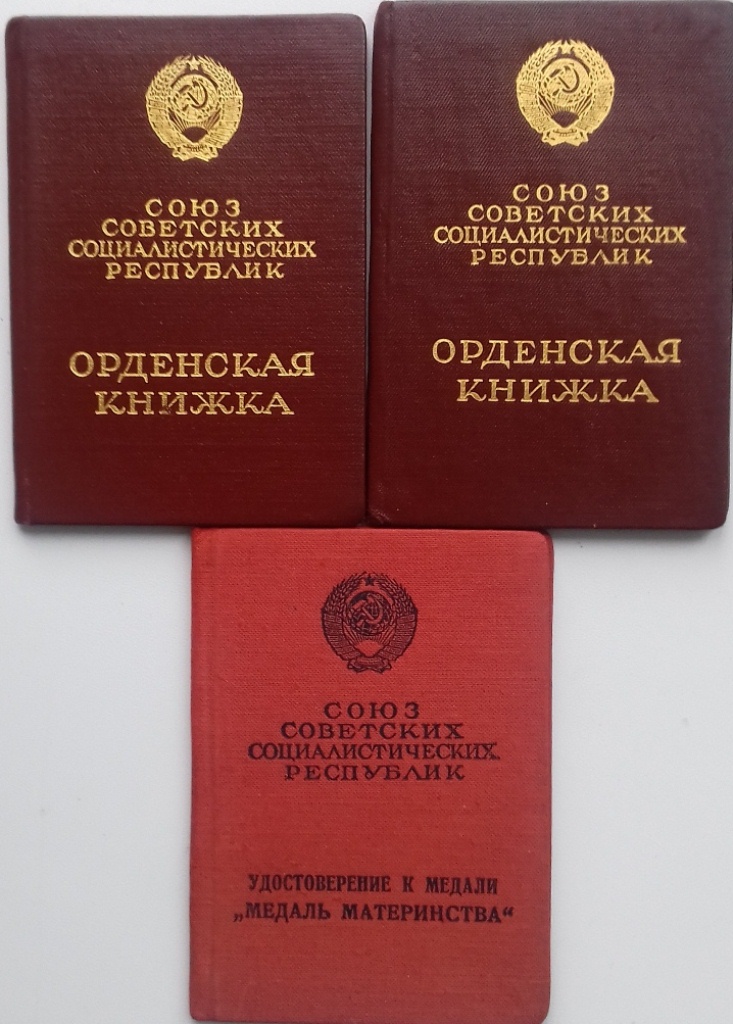 СОЮЗ
СОВЕТСКИХ
СОЦИАЛИСТИЧЕСКИХ
РЕСПУБЛИК
ОРДЕНСКАЯ
КНИЖКА
СОЮЗ
СОВЕТСКИХ
СОЦИАЛИСТИЧЕСКИХ
РЕСПУБЛИК
ОРДЕНСКАЯ
КНИЖКА
СОЮЗ
СОВЕТСКИХ
СОЦИАЛИСТИЧЕСКИХ
РЕСПУБЛИК
УДОСТОВЕРЕНИЕ К МЕДАЛИ
„МЕДАЛЬ МАТЕРИНСТВА“